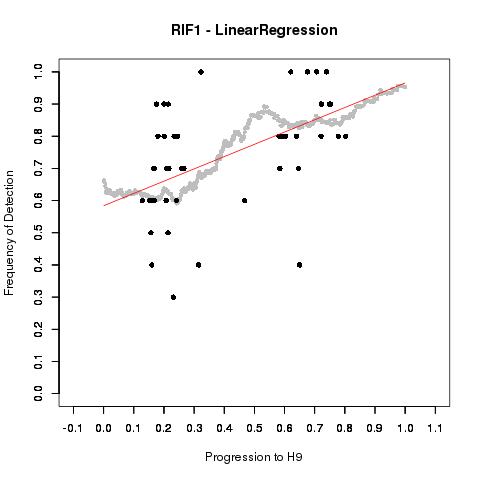 RIF1 - LinearRegression
1.0
0.9
0.8
0.7
0.6
0.5
0.4
0.3
0.2
0.1
0.0
Frequency of Detection
-0.1 0.0 0.1 0.2 0.3 0.4 0.5 0.6 0.7 0.8 0.9 1.0 1.1
Progression to H9